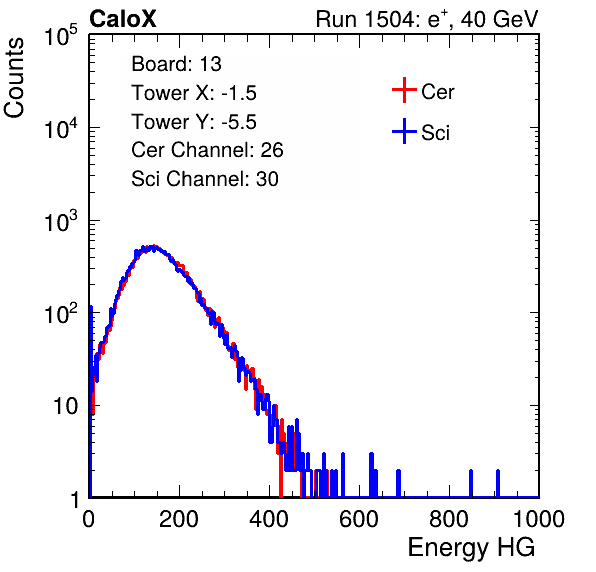 CaloX Run 1504: e+, 40 GeV
Counts
Board: 13
Tower X: -1.5
Tower Y: -5.5
Cer Channel: 26
Sci Channel: 30
Cer
Sci
10^5
10^4
10^3
10^2
10
1
0 200 400 600 800 1000
Energy HG